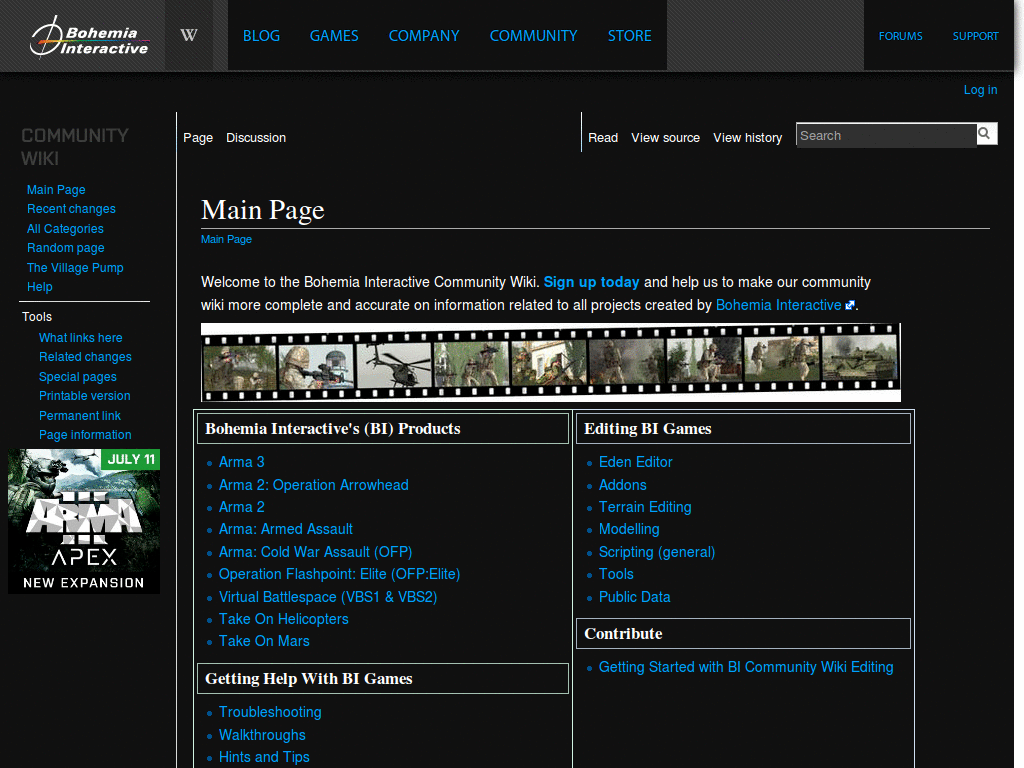 Bohemia
Interactive
W
BLOG
GAMES
COMPANY
COMMUNITY
STORE
FORUMS
SUPPORT
Log in
COMMUNITY
WIKI
Page
Discussion
Read
View source
View history
Search
Main Page
Recent changes
All Categories
Random page
The Village Pump
Help
Tools
What links here
Related changes
Special pages
Printable version
Permanent link
Page information
JULY 11
ARMA
III
APEX
NEW EXPANSION
Main Page
Main Page
Welcome to the Bohemia Interactive Community Wiki. Sign up today and help us to make our community
wiki more complete and accurate on information related to all projects created by Bohemia Interactive.
Bohemia Interactive's (BI) Products
Arma 3
Arma 2: Operation Arrowhead
Arma 2
Arma: Armed Assault
Arma: Cold War Assault (OFP)
Operation Flashpoint: Elite (OFP:Elite)
Virtual Battlespace (VBS1 & VBS2)
Take On Helicopters
Take On Mars
Getting Help With BI Games
Troubleshooting
Walkthroughs
Hints and Tips
Editing BI Games
Eden Editor
Addons
Terrain Editing
Modelling
Scripting (general)
Tools
Public Data
Contribute
Getting Started with BI Community Wiki Editing